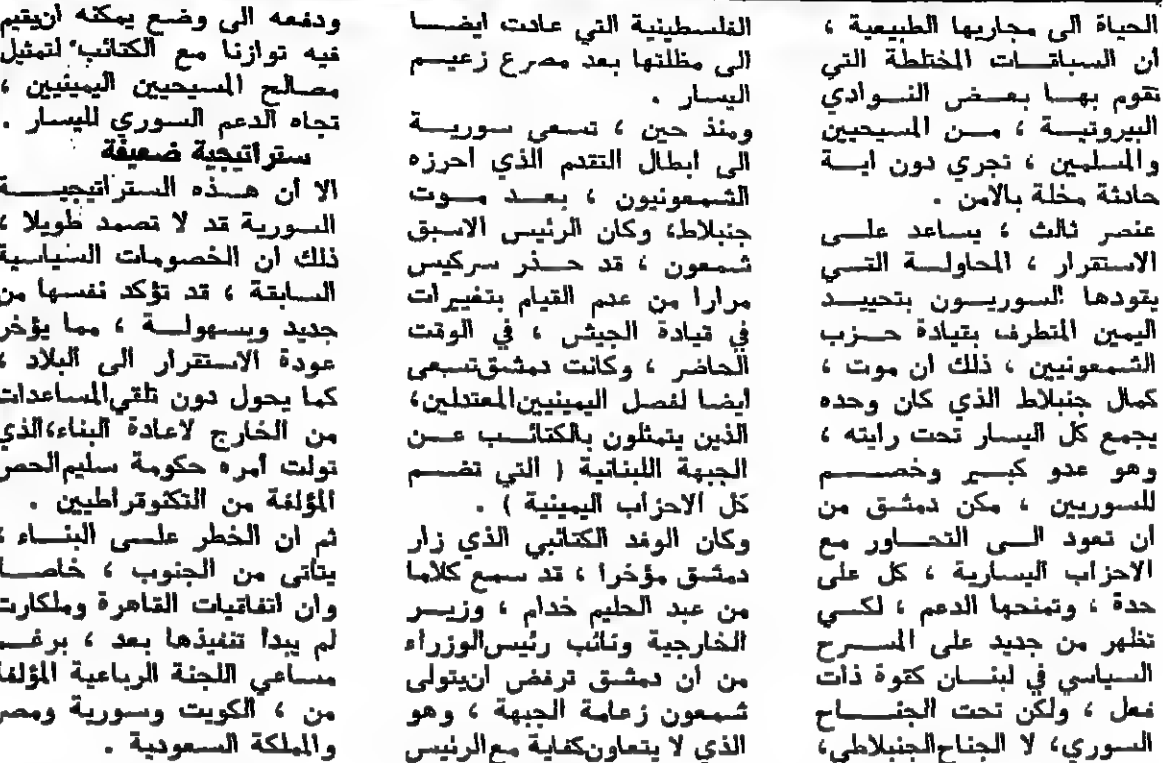 الحياة الى مجاريها الطبيعية ،
أن السباقات المختلطة التي
تقوم بها بعض النوادي
البيروتية ، من المسيحيين
والمسلمين ، تجري دون اية
حادثة مخلة بالامن .
عنصر ثالث ، يساعد على
الاستقرار ، المحاولة التي
يقودها السوريون بتحييد
اليمين المتطرف بقيادة حزب
الشمعونيين ، ذلك ان موت ،
كمال جنبلاط الذي كان وحده
يجمع كل اليسار تحت رايته ،
وهو عدو كبير وخصم
للسوريين ، مكن دمشق من
ان تعود الى التحاور مع
الاحزاب اليسارية ، كل على
حدة ، وتمنحها الدعم ، لكي
تظهر من جديد على المسرح
السياسي في لبنان كقوة ذات
فعل ، ولكن تحت الجناح
السوري، لا الجناح الجنبلاطي،
الفلسطينية التي عادت ايضا
الى مظلتها بعد مصرع زعيم
اليسار .
ومنذ حين ، تسعى سورية
الى ابطال التقدم الذي احرزه
الشمعونيون ، بعد موت
جنبلاط، وكان الرئيس الاسبق
شمعون ، قد حذر سركيس
مرارا من عدم القيام بتغييرات
في قيادة الجيش ، في الوقت
الحاضر ، وكانت دمشق تسعى
ايضا لفصل اليمينيين المعتدلين،
الذين يتمثلون بالكتائب عن
الجبهة اللبنانية ( التي تضم
كل الاحزاب اليمينية ) .
وكان الوفد الكتائبي الذي زار
دمشق مؤخرا ، قد سمع كلاما
من عبد الحليم خدام ، وزير
الخارجية ونائب رئيس الوزراء
من ان دمشق ترفض ان يتولى
شمعون زعامة الجبهة ، وهو
الذي لا يتعاون كفاية مع الرئيس
ودفعه الى وضع يمكنه ان يقيم
فيه توازنا مع الكتائب لتمثيل
مصالح المسيحيين اليمينيين ،
تجاه الدعم السوري لليسار .
ستراتيجية ضعيفة
الا ان هذه الستراتيجية
السورية قد لا تصمد طويلا ،
ذلك ان الخصومات السياسية
السابقة ، قد تؤكد نفسها من
جديد وبسهولة ، مما يؤخر
عودة الاستقرار الى البلاد ،
كما يحول دون تلقي المساعدات
من الخارج لاعادة البناء، الذي
تولت امره حكومة سليم الحص
المؤلفة من التكنوقراطيين .
ثم ان الخطر على البناء ،
يتاتى من الجنوب ، خاصا
وان اتفاقيات القاهرة وملكارت
لم يبدا تنفيذها بعد ، برغم
مساعي اللجنة الرباعية المؤلفة
من ، الكويت وسورية ومصر
والملكة السعودية .